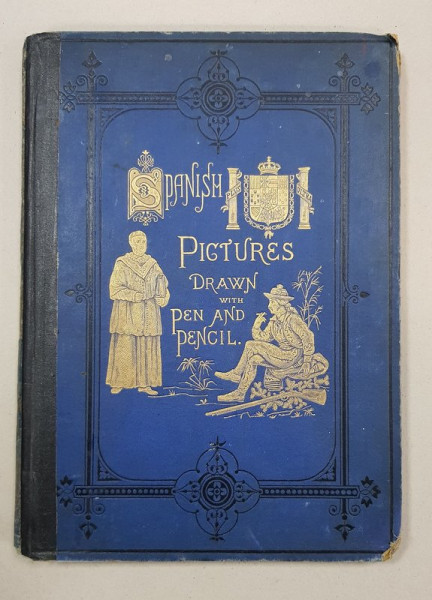 SPANISH
PICTURES
DRAWN
WITH
PEN AND
PENCIL.